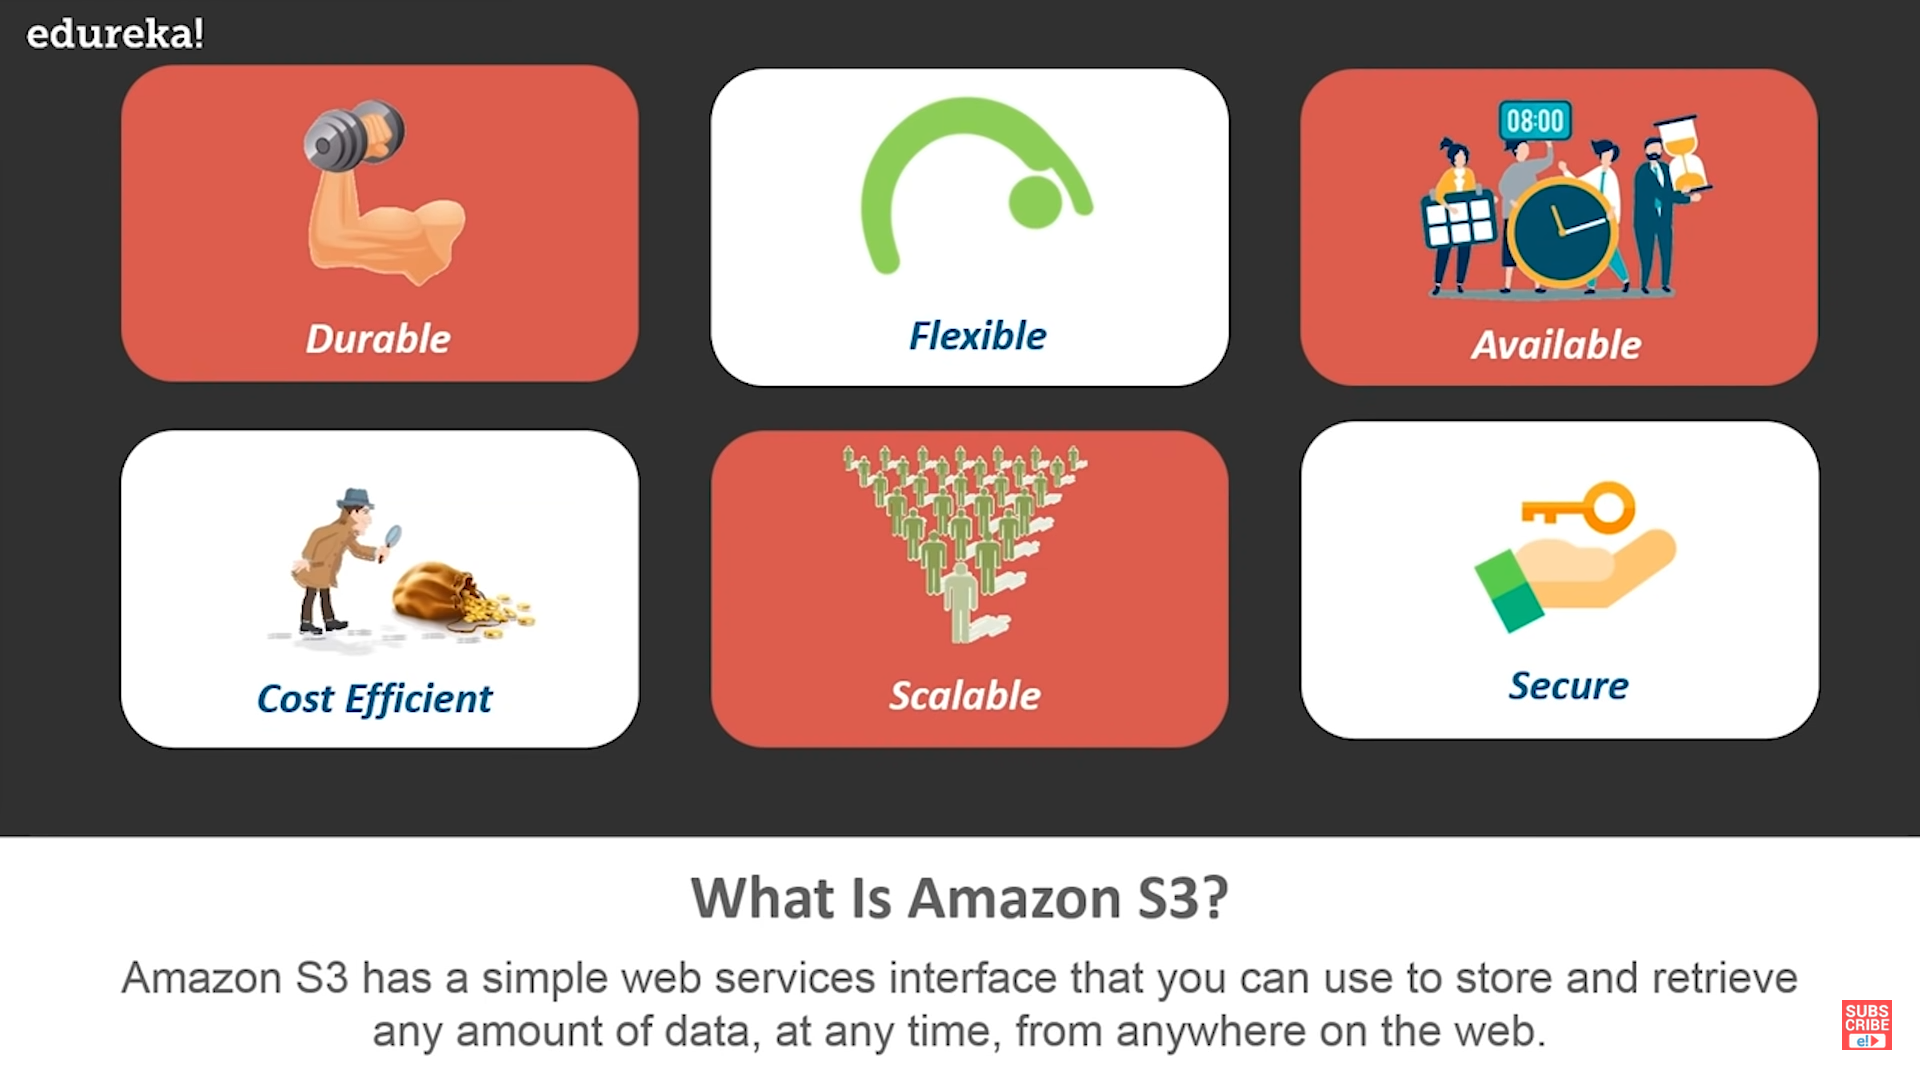 edureka!
Durable
Flexible
08:00
Available
Cost Efficient
Scalable
Secure
What Is Amazon S3?
Amazon S3 has a simple web services interface that you can use to store and retrieve
any amount of data, at any time, from anywhere on the web.
SUBS
CRIBE
e!